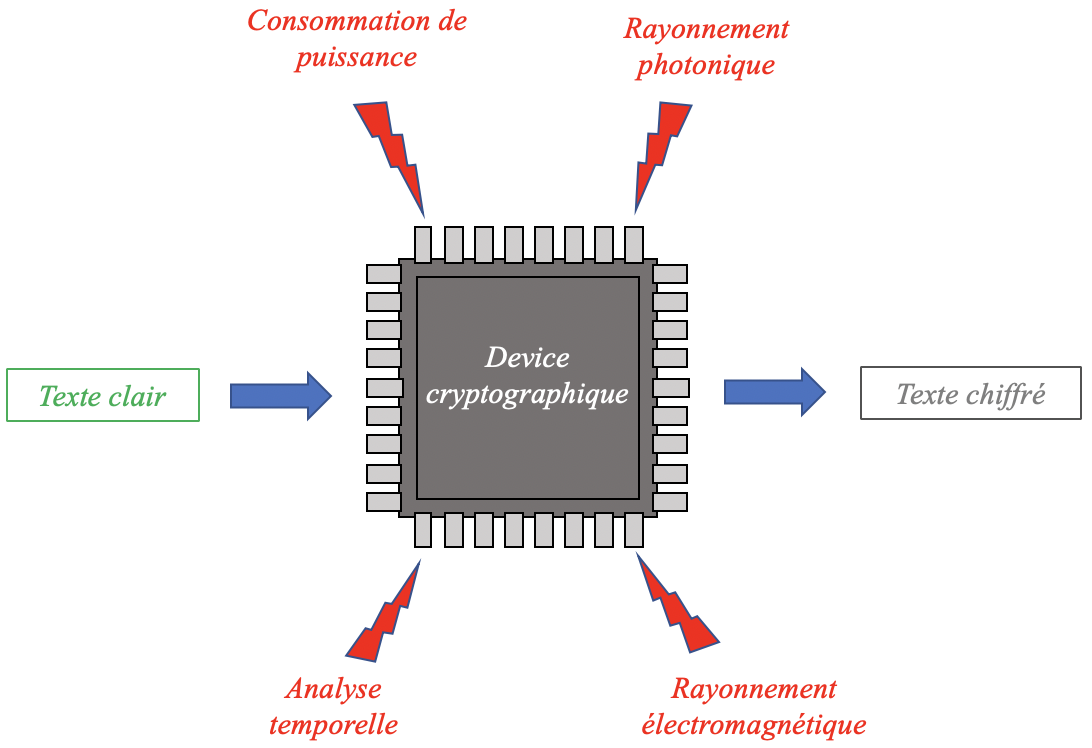 Consommation de
puissance
Rayonnement
photonique
Texte clair
Device
cryptographique
Texte chiffré
Analyse
temporelle
Rayonnement
électromagnétique